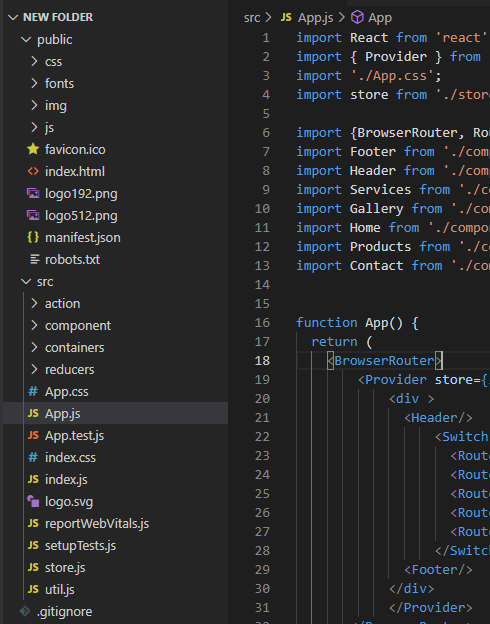 NEW FOLDER
public
css
fonts
img
js
favicon.ico
index.html
logo192.png
logo512.png
manifest.json
robots.txt
src
action
component
containers
reducers
App.css
App.js
App.test.js
index.css
index.js
logo.svg
reportWebVitals.js
setupTests.js
store.js
util.js
.gitignore
src > JS App.js > App
1 import React from 'react'
2 import { Provider } from
3 import './App.css';
4 import store from './store
5
6 import {BrowserRouter, Rou
7 import Footer from './comp
8 import Header from './comp
9 import Services from './co
10 import Gallery from './com
11 import Home from './compo
12 import Products from './co
13 import Contact from './com
14
15
16 function App() {
17 return (
18 <BrowserRouter>
19 <Provider store={
20 <div >
21 <Header/>
22 <Switch
23 <Rout
24 <Rout
25 <Rout
26 <Rout
27 <Rout
28 </Switc
29 <Footer/>
30 </div>
31 </Provider>